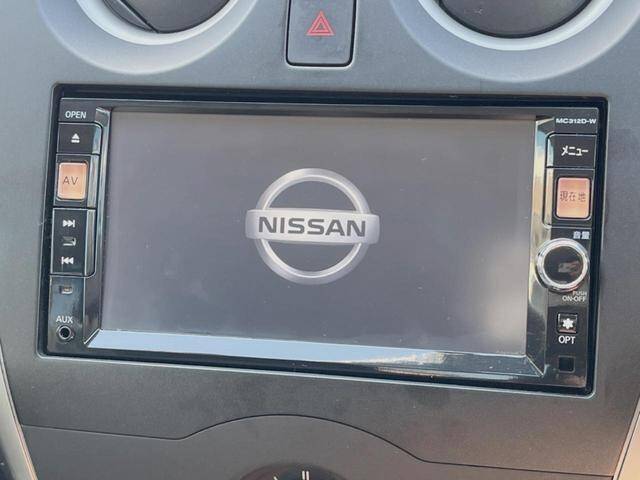 OPEN
MC312D-W
メニュー
AV
現在地
NISSAN
音量
PUSH
ON-OFF
AUX
OPT